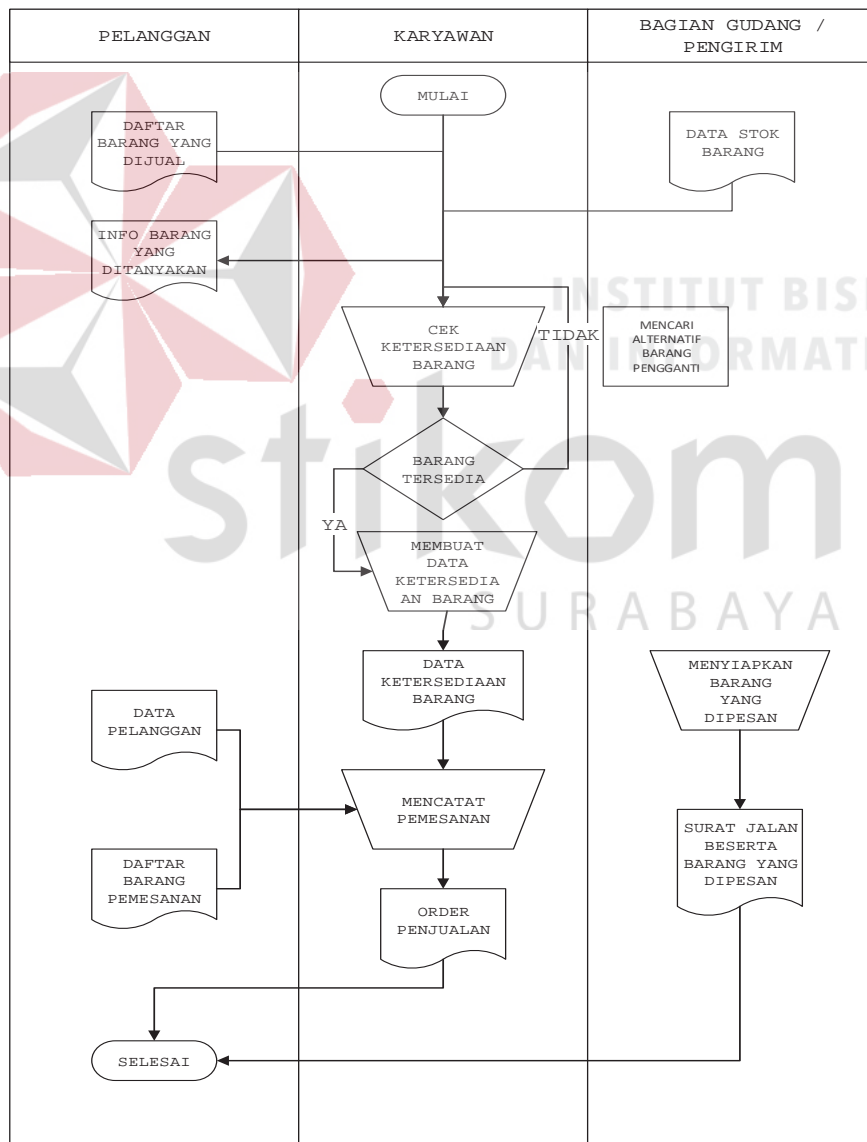 PELANGGAN
KARYAWAN
BAGIAN GUDANG /
PENGIRIM
MULAI
DAFTAR
BARANG YANG
DIJUAL
DATA STOK
BARANG
INFO BARANG
YANG
DITANYAKAN
INSTITUT BISI
DAN INFORMATI
CEK
KETERSEDIAAN
BARANG
TIDAK
MENCARI
ALTERNATIF
BARANG
PENGGANTI
BARANG
TERSEDIA
stikom
YA
MEMBUAT
DATA
KETERSEDIA
AN BARANG
SURABAYA
DATA
KETERSEDIAAN
BARANG
MENYIAPKAN
BARANG
YANG
DIPESAN
DATA
PELANGGAN
MENCATAT
PEMESANAN
SURAT JALAN
BESERTA
BARANG YANG
DIPESAN
DAFTAR
BARANG
PEMESANAN
ORDER
PENJUALAN
SELESAI